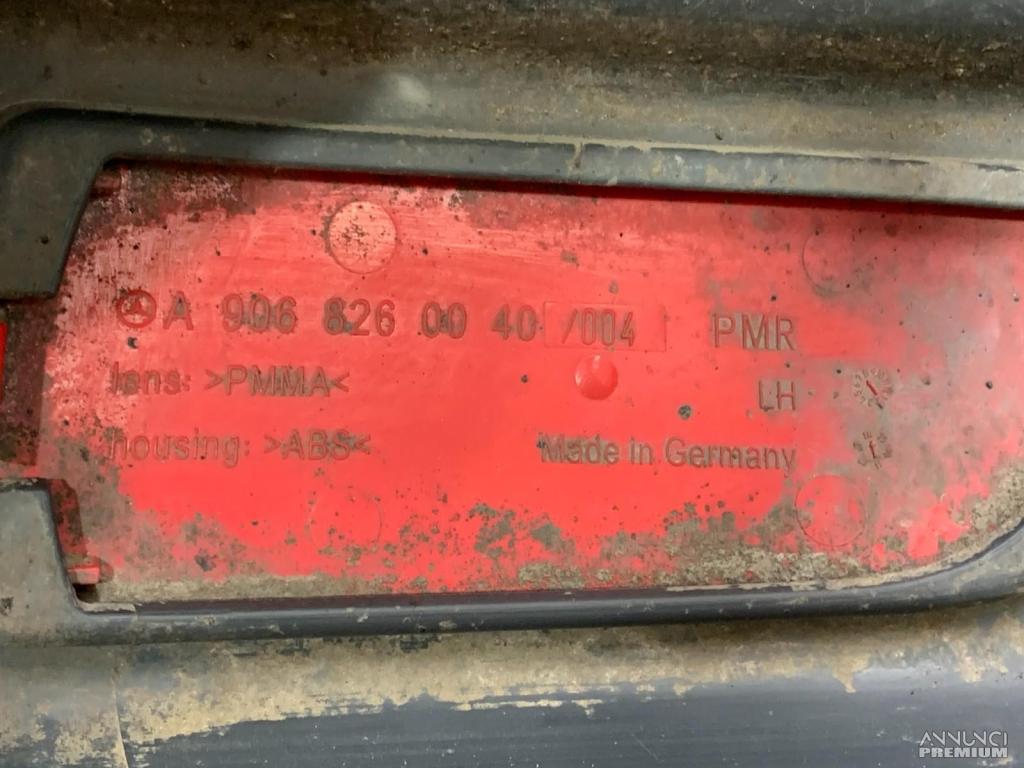 A 906 826 00 40 /004 PMR
lens: >PMMA< LH
housing: >ABS< Made in Germany
ANNUNCI
PREMIUM